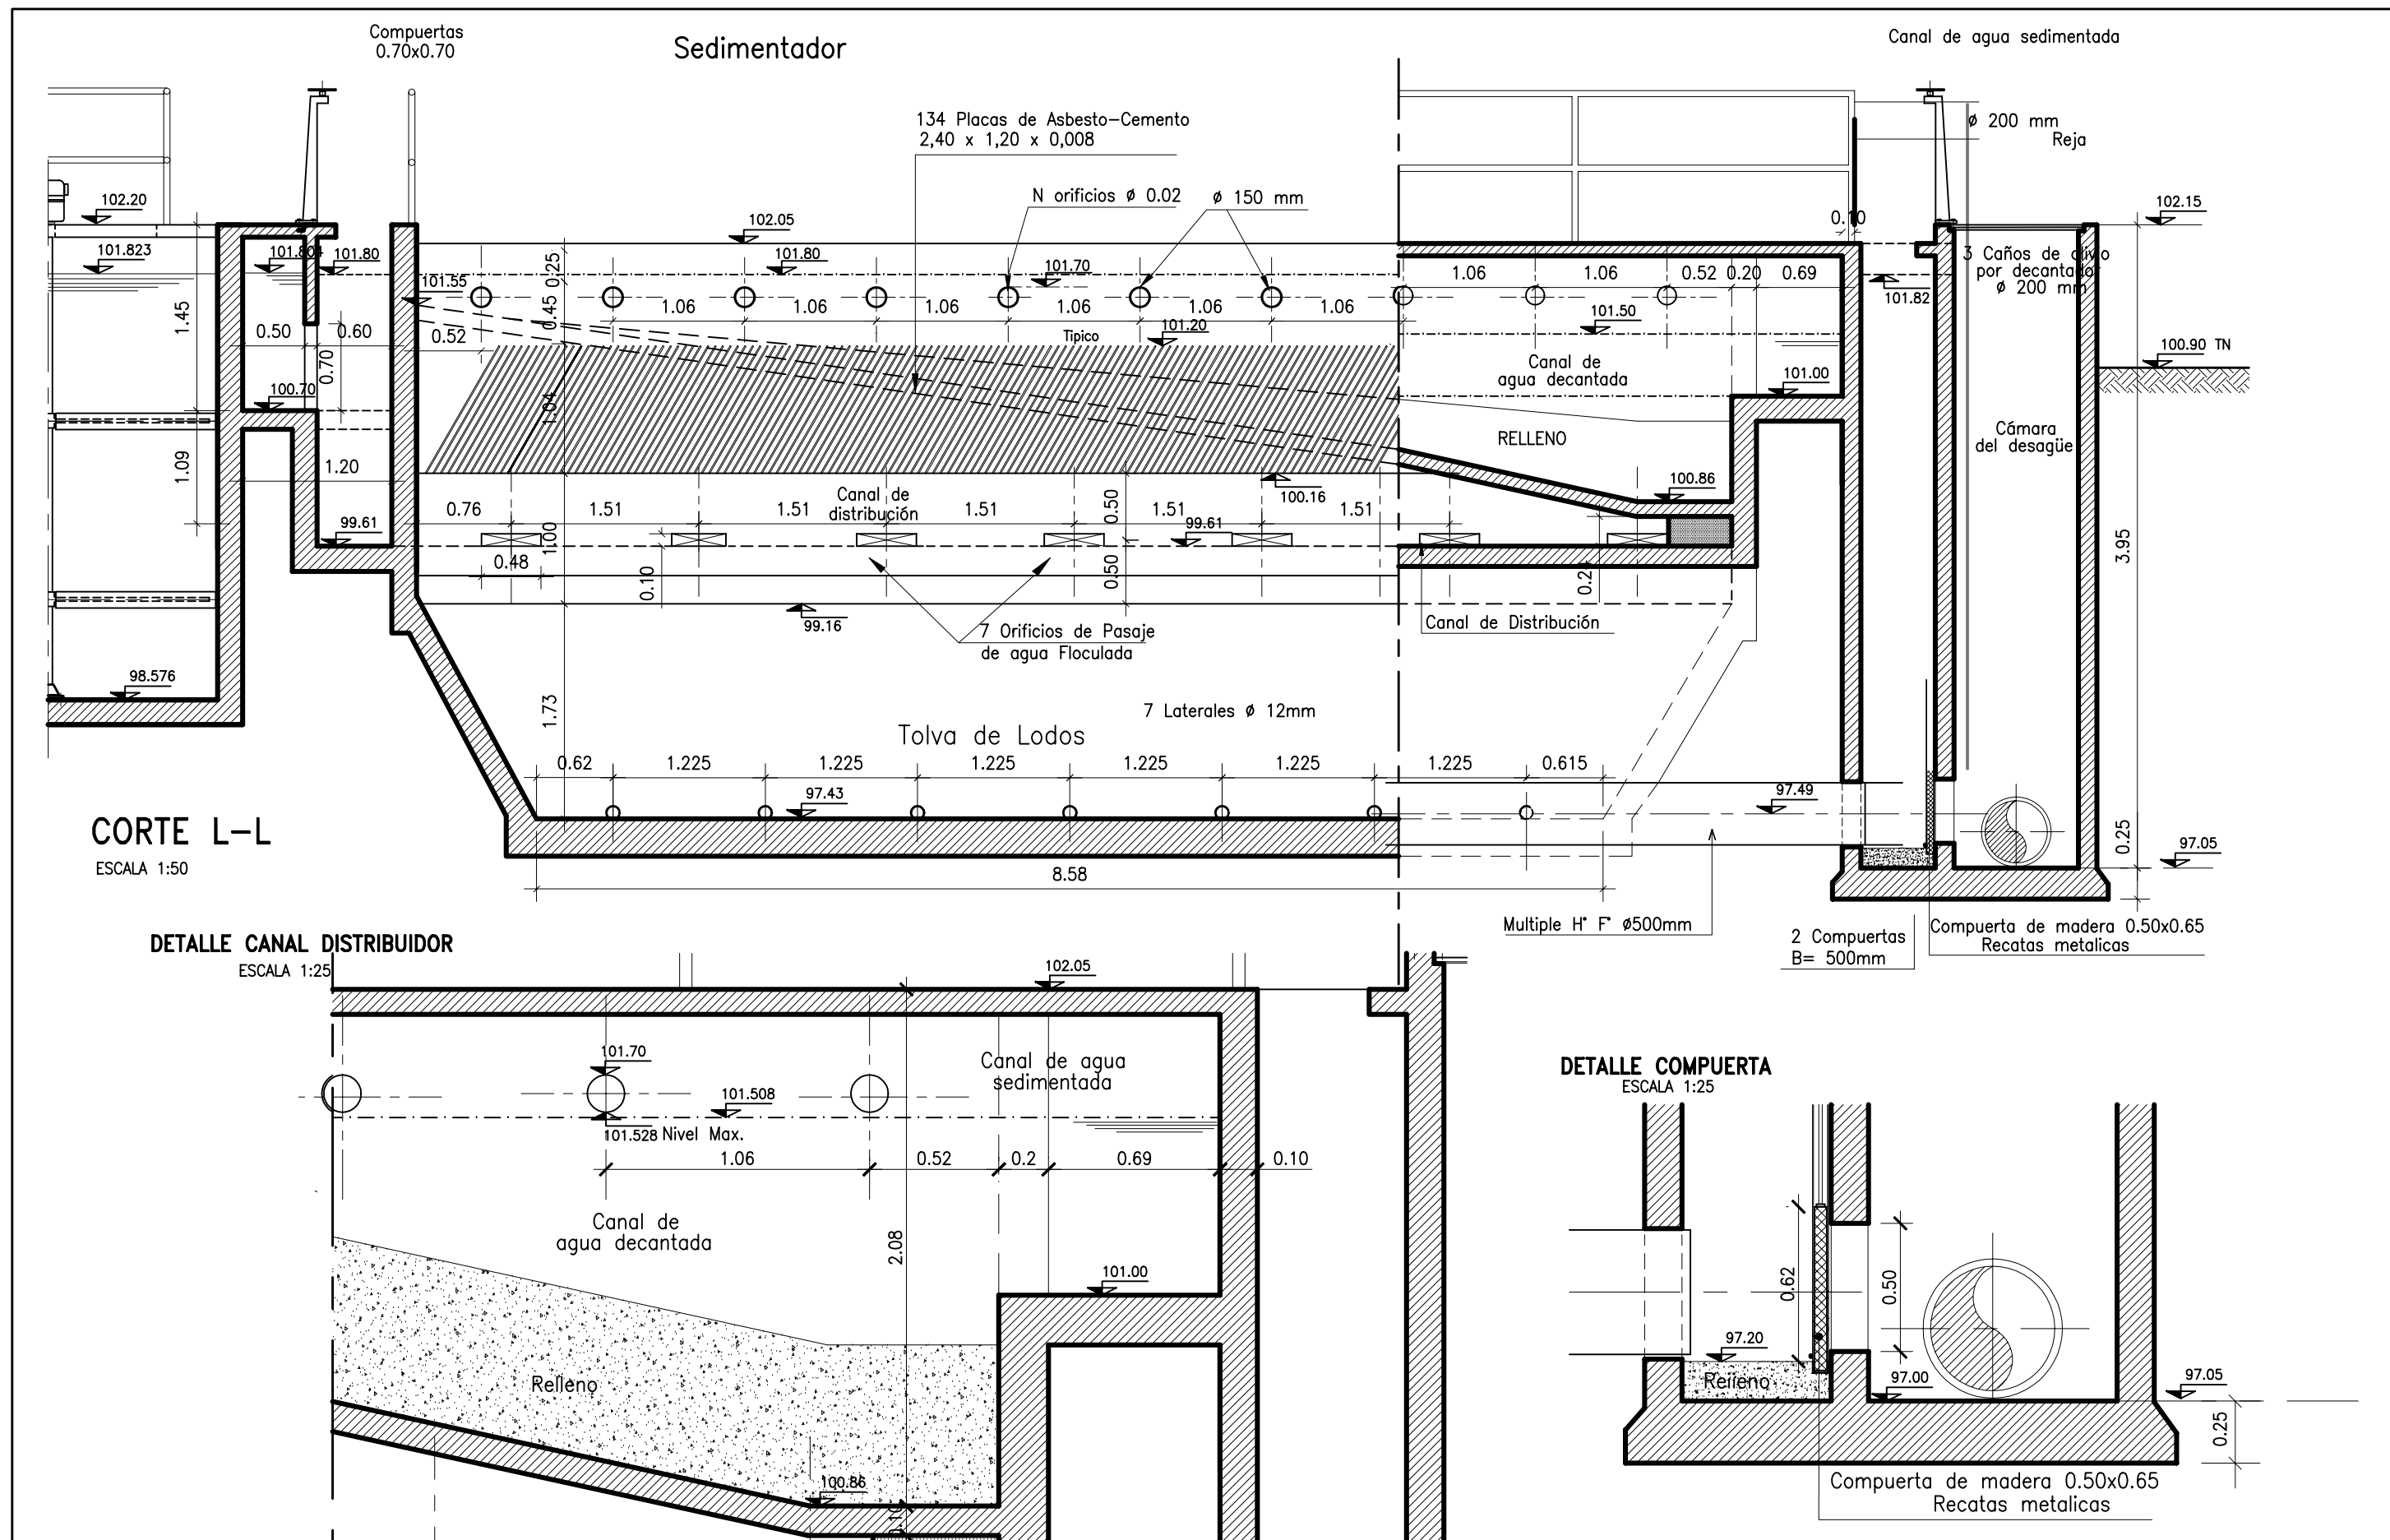 Compuertas
0.70x0.70
Sedimentador
Canal de agua sedimentada
134 Placas de Asbesto-Cemento
2,40 x 1,20 x 0,008
N orificios ø 0.02
ø 150 mm
ø 200 mm
Reja
102.20
101.823
101.804
101.80
101.55
102.05
101.80
101.70
0.10
102.15
3 Caños de alivio
por decantador
ø 200 mm
101.82
0.25
0.45
1.06
1.06
1.06
1.06
1.06
1.06
1.06
1.06
0.52
0.20
0.69
1.45
0.50
0.60
0.52
0.70
Tipico
101.20
101.50
100.90 TN
Canal de
agua decantada
101.00
100.70
1.04
RELLENO
Cámara
del desagüe
1.09
1.20
99.61
0.76
1.51
Canal de
distribución
1.51
1.51
1.51
1.51
0.50
100.16
100.86
99.61
1.00
0.48
0.10
0.50
3.95
99.16
7 Orificios de Pasaje
de agua Floculada
Canal de Distribución
98.576
1.73
7 Laterales ø 12mm
Tolva de Lodos
0.62
1.225
1.225
1.225
1.225
1.225
1.225
0.615
97.43
97.49
0.25
97.05
8.58
CORTE L-L
ESCALA 1:50
Multiple H° F° ø500mm
2 Compuertas
B= 500mm
Compuerta de madera 0.50x0.65
Recatas metalicas
DETALLE CANAL DISTRIBUIDOR
ESCALA 1:25
102.05
101.70
Canal de agua
sedimentada
101.508
101.528 Nivel Max.
1.06
0.52
0.2
0.69
0.10
Canal de
agua decantada
2.08
101.00
Relleno
100.86
0.10
DETALLE COMPUERTA
ESCALA 1:25
0.62
0.50
97.20
Relleno
97.00
97.05
0.25
Compuerta de madera 0.50x0.65
Recatas metalicas